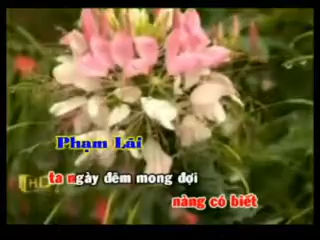 Phạm Lãi
ta ngày đêm mong đợi
nàng có biết